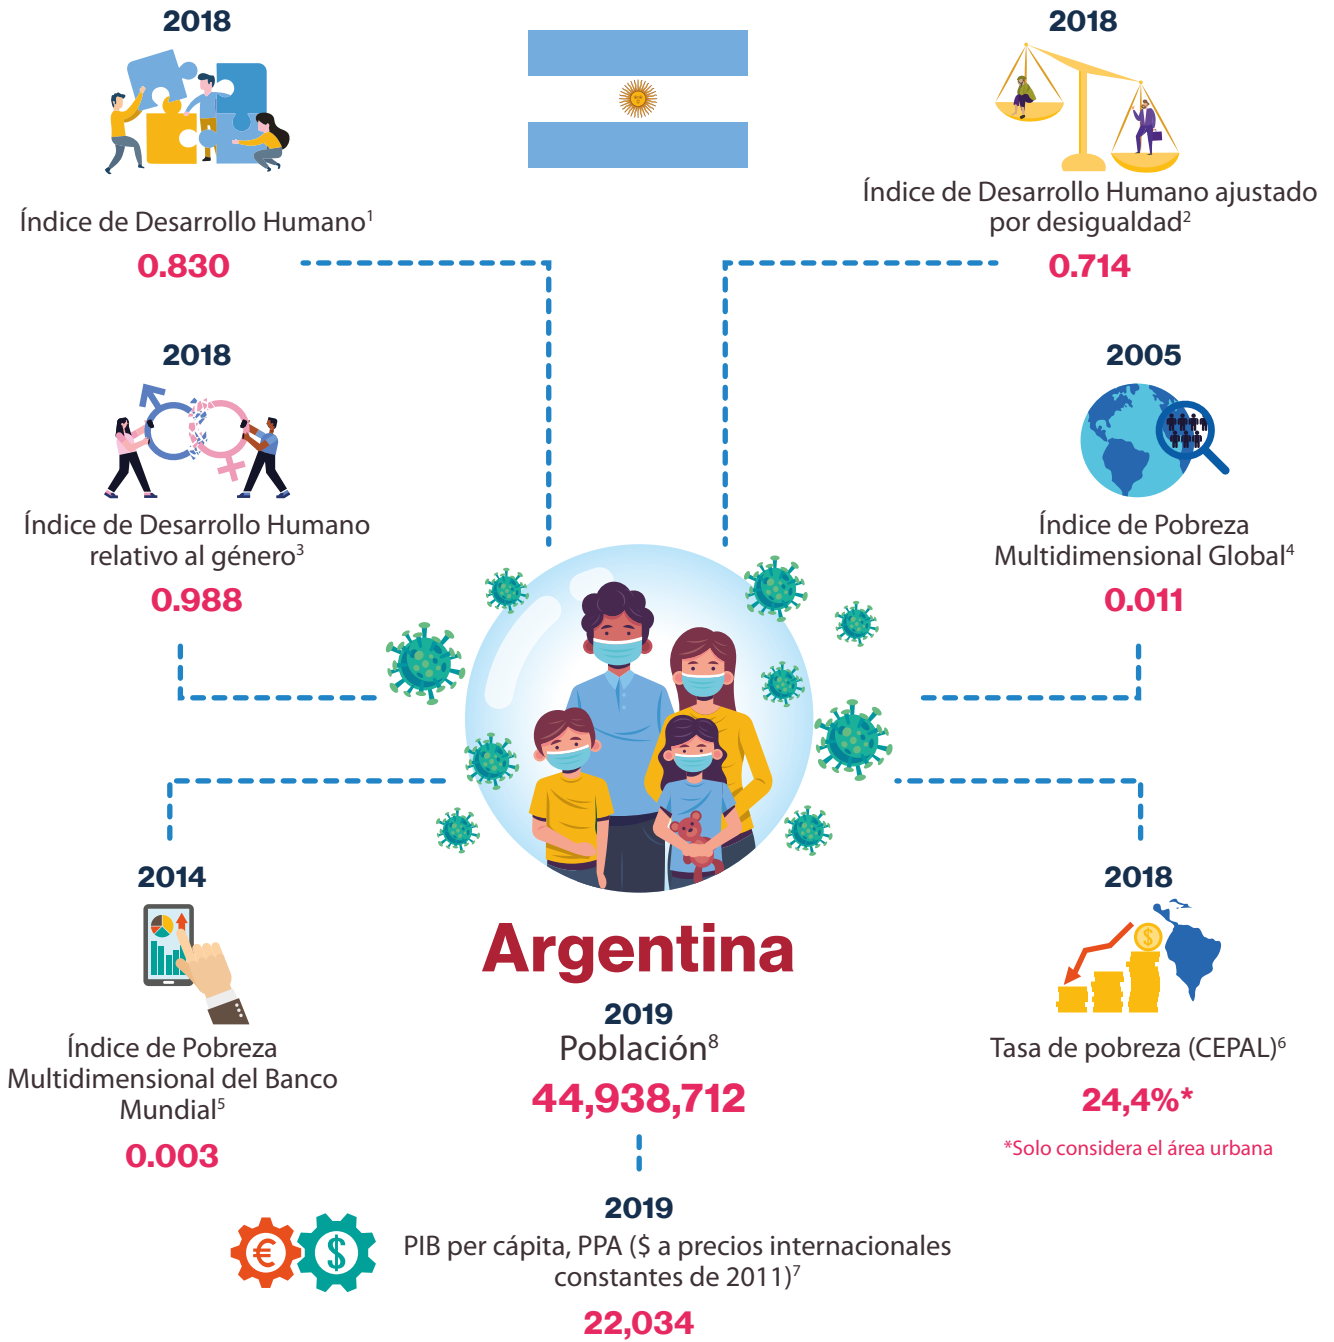 2018
Índice de Desarrollo Humano¹
0.830
2018
Índice de Desarrollo Humano ajustado
por desigualdad²
0.714
2018
Índice de Desarrollo Humano
relativo al género³
0.988
2005
Índice de Pobreza
Multidimensional Global⁴
0.011
2014
Índice de Pobreza
Multidimensional del Banco
Mundial⁵
0.003
Argentina
2019
Población⁸
44,938,712
2018
$
Tasa de pobreza (CEPAL)⁶
24,4%*
*Solo considera el área urbana
€ $
2019
PIB per cápita, PPA ($ a precios internacionales
constantes de 2011)⁷
22,034